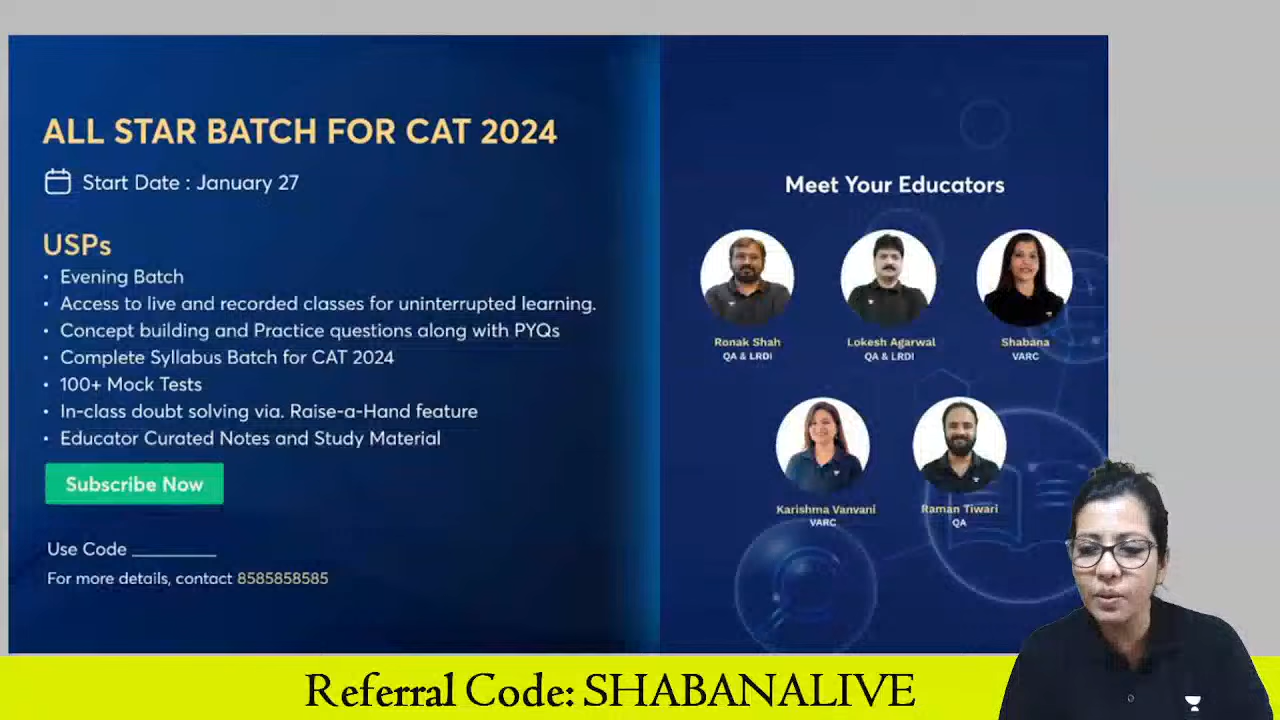 ALL STAR BATCH FOR CAT 2024
Start Date : January 27
USPs
• Evening Batch
• Access to live and recorded classes for uninterrupted learning.
• Concept building and Practice questions along with PYQs
• Complete Syllabus Batch for CAT 2024
• 100+ Mock Tests
• In-class doubt solving via. Raise-a-Hand feature
• Educator Curated Notes and Study Material
Subscribe Now
Use Code ________
For more details, contact 8585858585
Meet Your Educators
Ronak Shah
QA & LRDI
Lokesh Agarwal
QA & LRDI
Shabana
VARC
Karishma Vanvani
VARC
Raman Tiwari
QA
Referral Code: SHABANALIVE